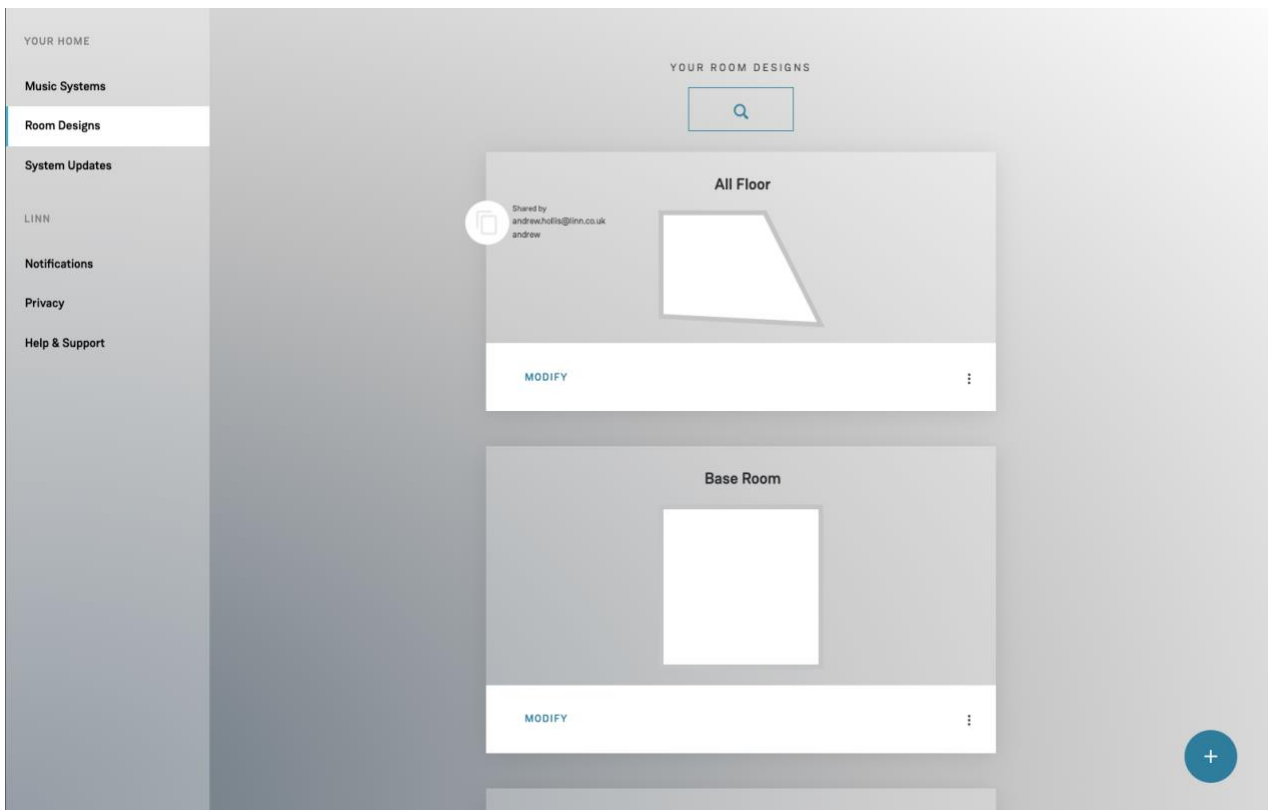 YOUR HOME
Music Systems
Room Designs
System Updates
LINN
Notifications
Privacy
Help & Support
YOUR ROOM DESIGNS
All Floor
Shared by
andrew.hollis@linn.co.uk
andrew
MODIFY
Base Room
MODIFY